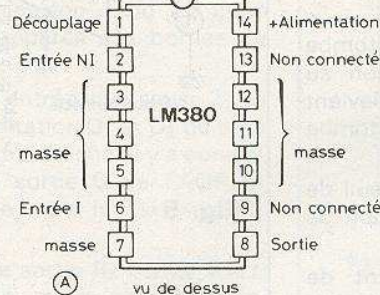 Découplage 1 14 +Alimentation
Entrée NI 2 13 Non connecté
3 12
LM380
4 11
masse masse
5 10
Entrée I 6 9 Non connecté
masse 7 8 Sortie
A vu de dessus